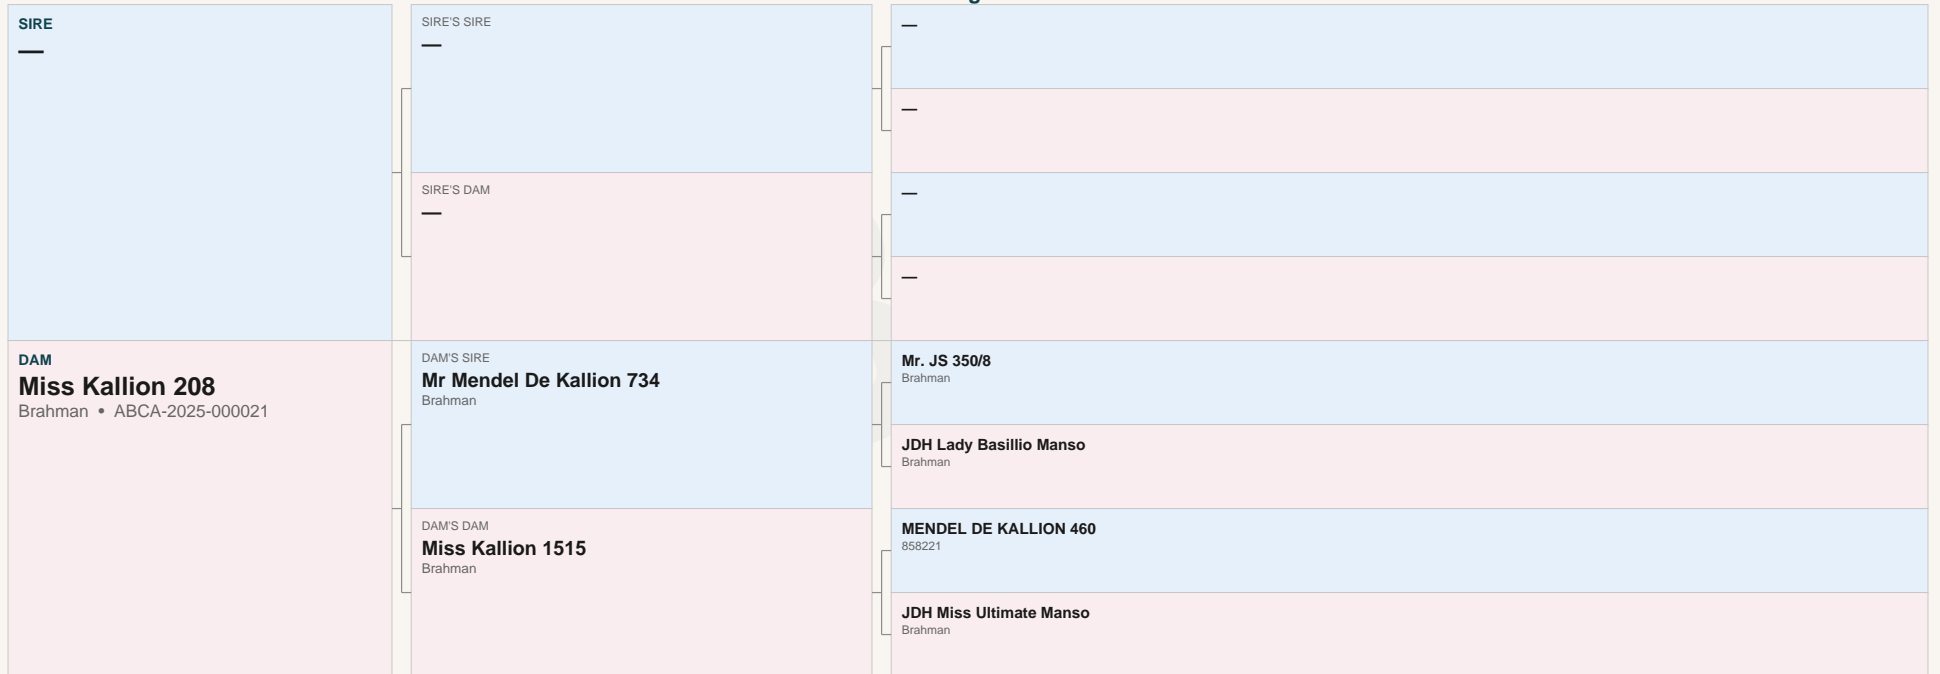 SIRE
—
SIRE'S SIRE
—
SIRE'S DAM
—
—
—
—
—
DAM
Miss Kallion 208
Brahman • ABCA-2025-000021
DAM'S SIRE
Mr Mendel De Kallion 734
Brahman
DAM'S DAM
Miss Kallion 1515
Brahman
Mr. JS 350/8
Brahman
JDH Lady Basillio Manso
Brahman
MENDEL DE KALLION 460
858221
JDH Miss Ultimate Manso
Brahman